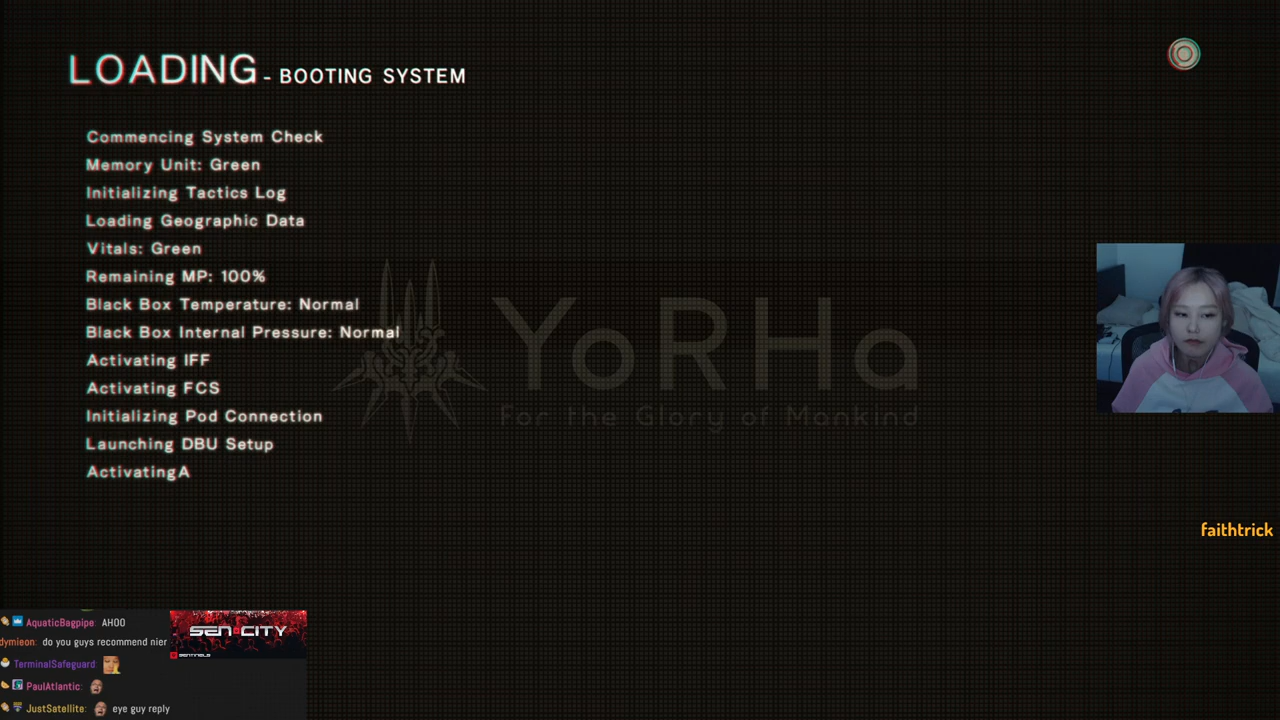 LOADING - BOOTING SYSTEM
Commencing System Check
Memory Unit: Green
Initializing Tactics Log
Loading Geographic Data
Vitals: Green
Remaining MP: 100%
Black Box Temperature: Normal
Black Box Internal Pressure: Normal
Activating IFF
Activating FCS
Initializing Pod Connection
Launching DBU Setup
ActivatingA
YoRHa
For the Glory of Mankind
faithtrick
AquaticBagpipe: AHOO
dymieon: do you guys recommend nier
TerminalSafeguard:
PaulAtlantic:
JustSatellite: eye guy reply
SEN CITY
SENTINELS